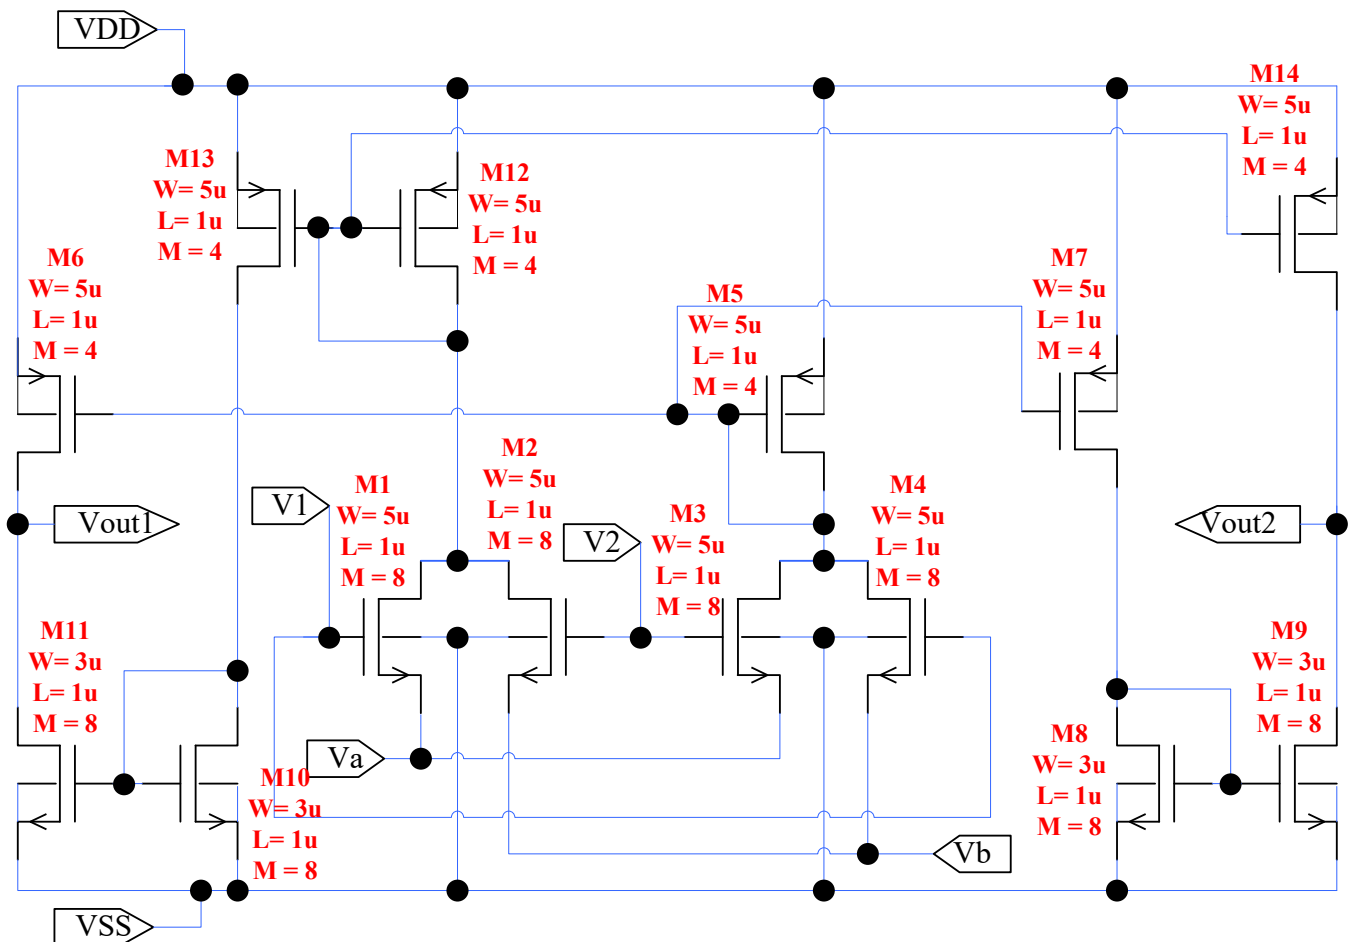 VDD
M14
W= 5u
L= 1u
M = 4
M13
W= 5u
L= 1u
M = 4
M12
W= 5u
L= 1u
M = 4
M6
W= 5u
L= 1u
M = 4
M5
W= 5u
L= 1u
M = 4
M7
W= 5u
L= 1u
M = 4
V1
M1
W= 5u
L= 1u
M = 8
M2
W= 5u
L= 1u
M = 8
V2
M3
W= 5u
L= 1u
M = 8
M4
W= 5u
L= 1u
M = 8
Vout1
Vout2
M11
W= 3u
L= 1u
M = 8
M10
W= 3u
L= 1u
M = 8
Va
Vb
M8
W= 3u
L= 1u
M = 8
M9
W= 3u
L= 1u
M = 8
VSS